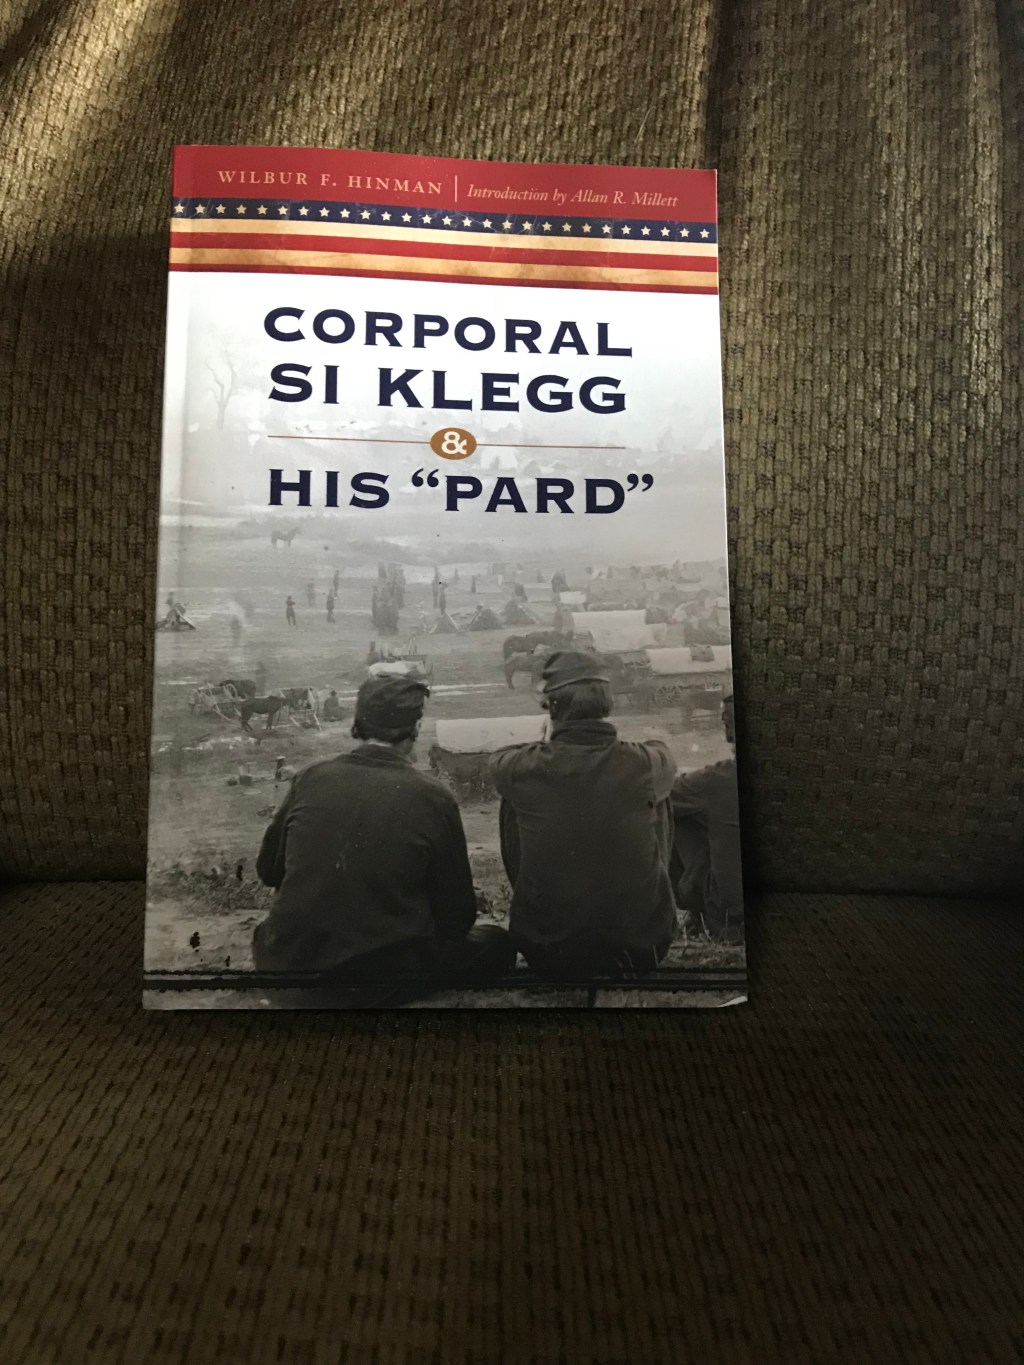 WILBUR F. HINMAN | Introduction by Allan R. Millett
CORPORAL
SI KLEGG
&
HIS “PARD”